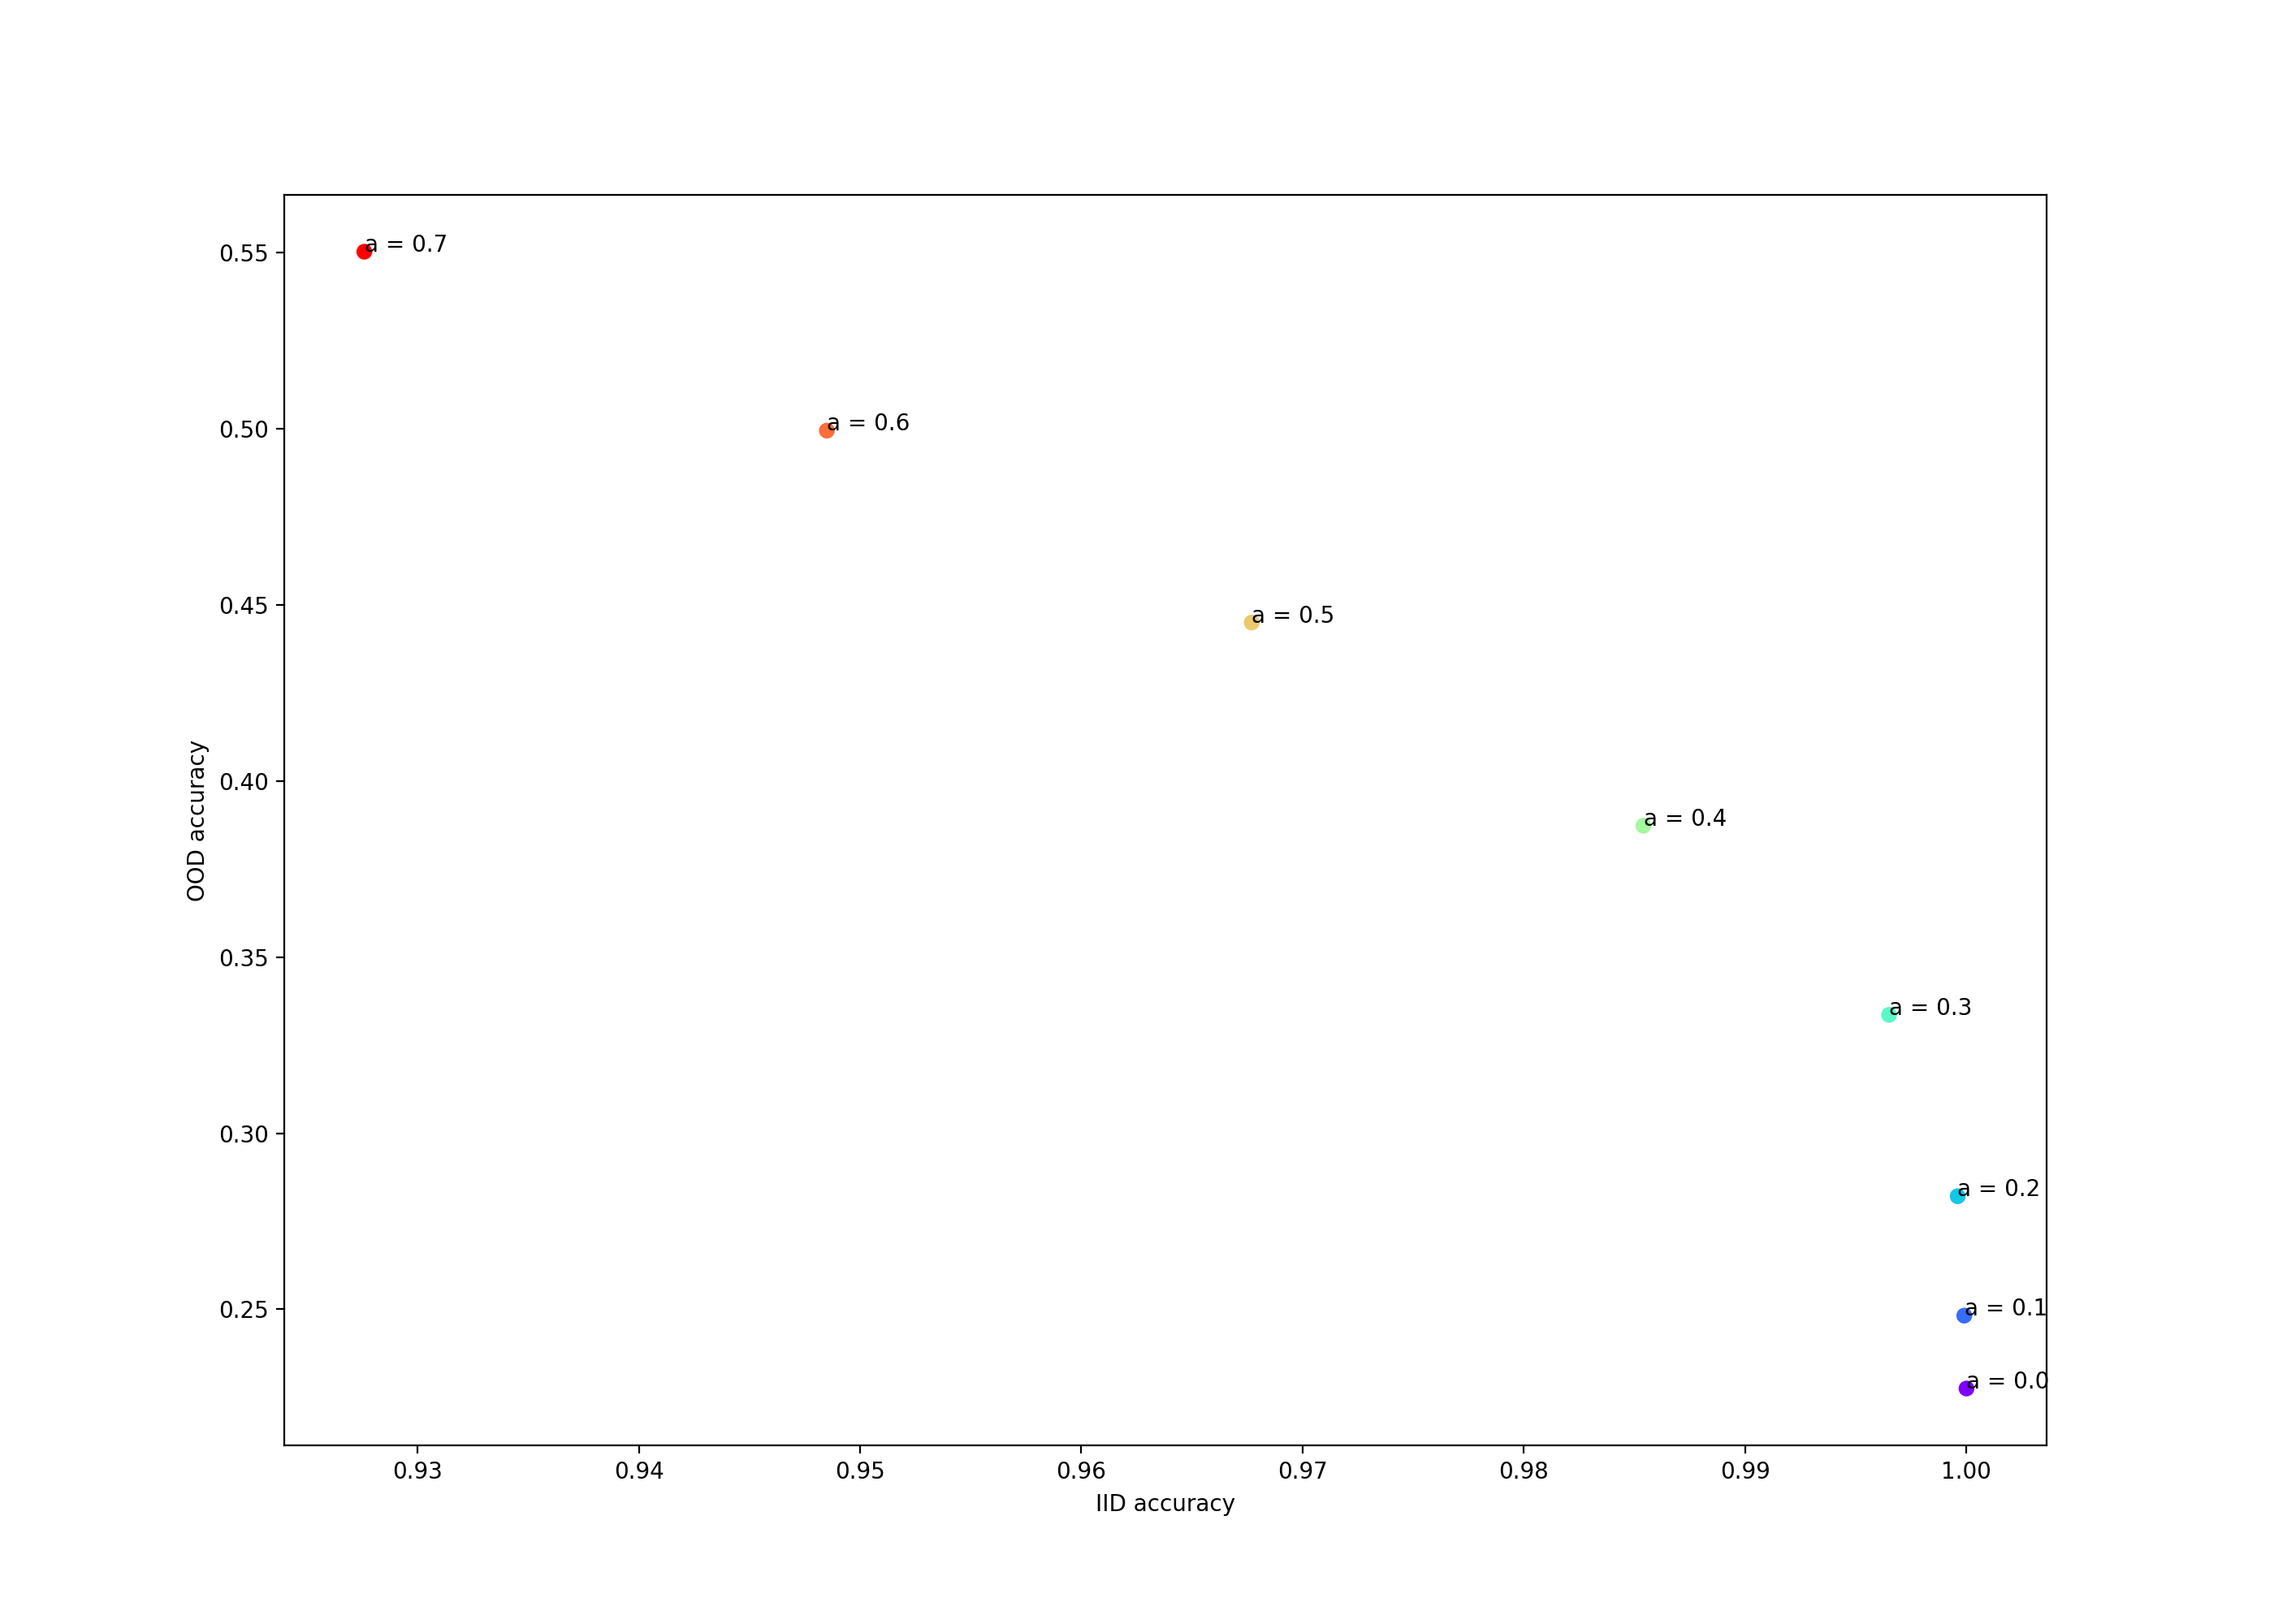 0.55
0.50
0.45
0.40
0.35
0.30
0.25
OOD accuracy
a = 0.7
a = 0.6
a = 0.5
a = 0.4
a = 0.3
a = 0.2
a = 0.1
a = 0.0
0.93 0.94 0.95 0.96 0.97 0.98 0.99 1.00
IID accuracy